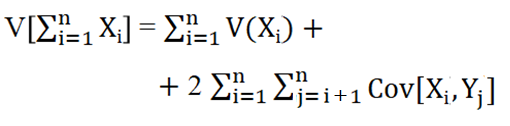 V[∑ⁿᵢ₌₁ Xᵢ] = ∑ⁿᵢ₌₁ V(Xᵢ) +
+ 2 ∑ⁿᵢ₌₁ ∑ⁿⱼ₌ᵢ₊₁ Cov[Xᵢ, Yⱼ]